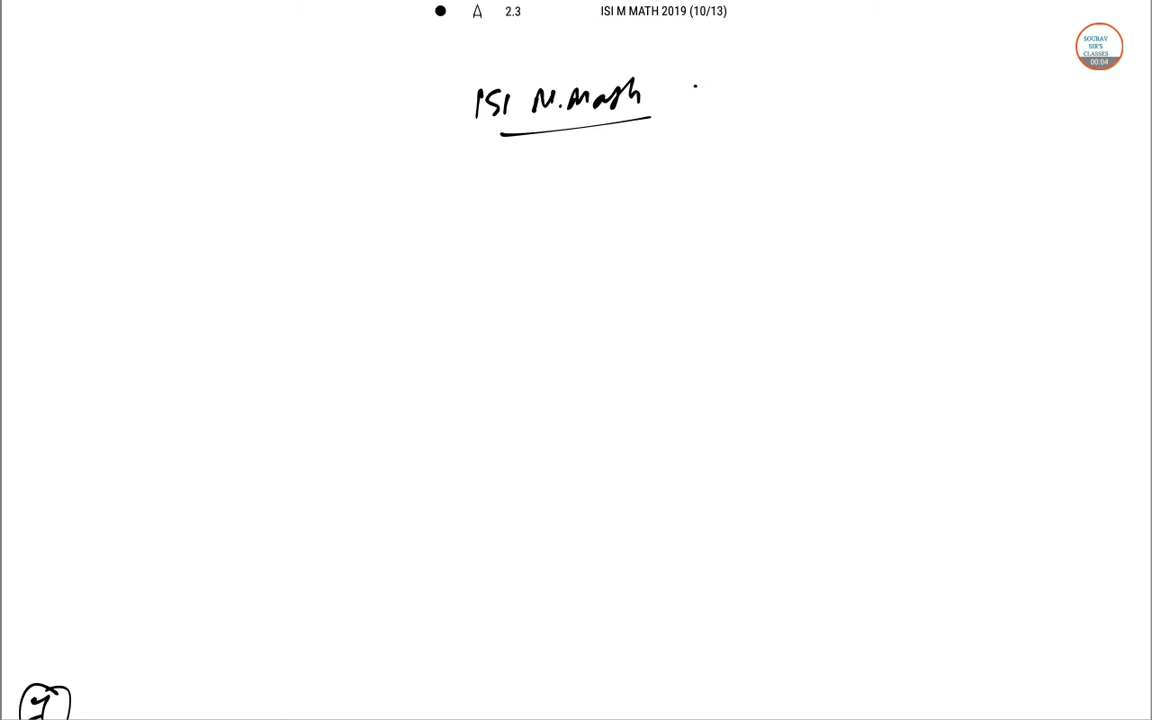 2.3 ISI M MATH 2019 (10/13)
SOURAV
SIR'S
CLASSES
00:04
ISI M.Math